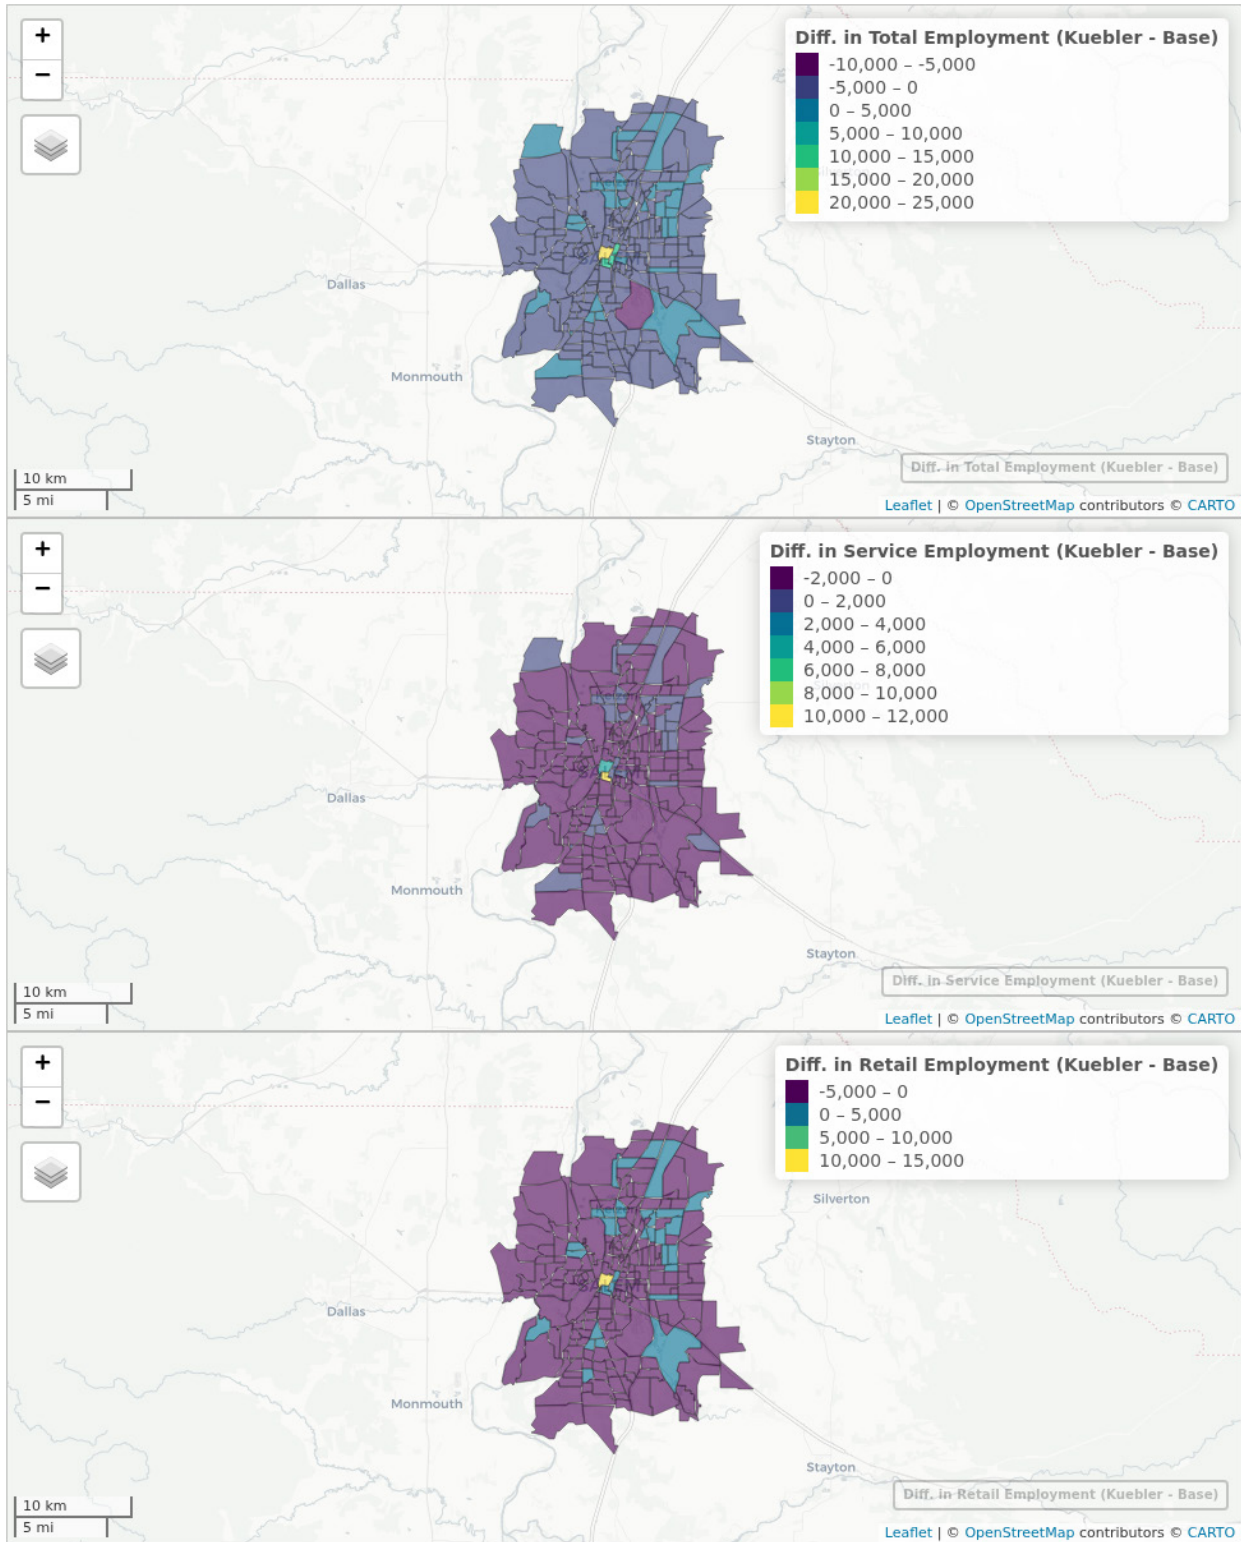 +
−
Diff. in Total Employment (Kuebler - Base)
-10,000 – -5,000
-5,000 – 0
0 – 5,000
5,000 – 10,000
10,000 – 15,000
15,000 – 20,000
20,000 – 25,000
Dallas
Monmouth
Stayton
10 km
5 mi
Diff. in Total Employment (Kuebler - Base)
Leaflet | © OpenStreetMap contributors © CARTO
+
−
Diff. in Service Employment (Kuebler - Base)
-2,000 – 0
0 – 2,000
2,000 – 4,000
4,000 – 6,000
6,000 – 8,000
8,000 – 10,000
10,000 – 12,000
Silverton
Dallas
Monmouth
Stayton
10 km
5 mi
Diff. in Service Employment (Kuebler - Base)
Leaflet | © OpenStreetMap contributors © CARTO
+
−
Diff. in Retail Employment (Kuebler - Base)
-5,000 – 0
0 – 5,000
5,000 – 10,000
10,000 – 15,000
Silverton
Dallas
Monmouth
Stayton
10 km
5 mi
Diff. in Retail Employment (Kuebler - Base)
Leaflet | © OpenStreetMap contributors © CARTO